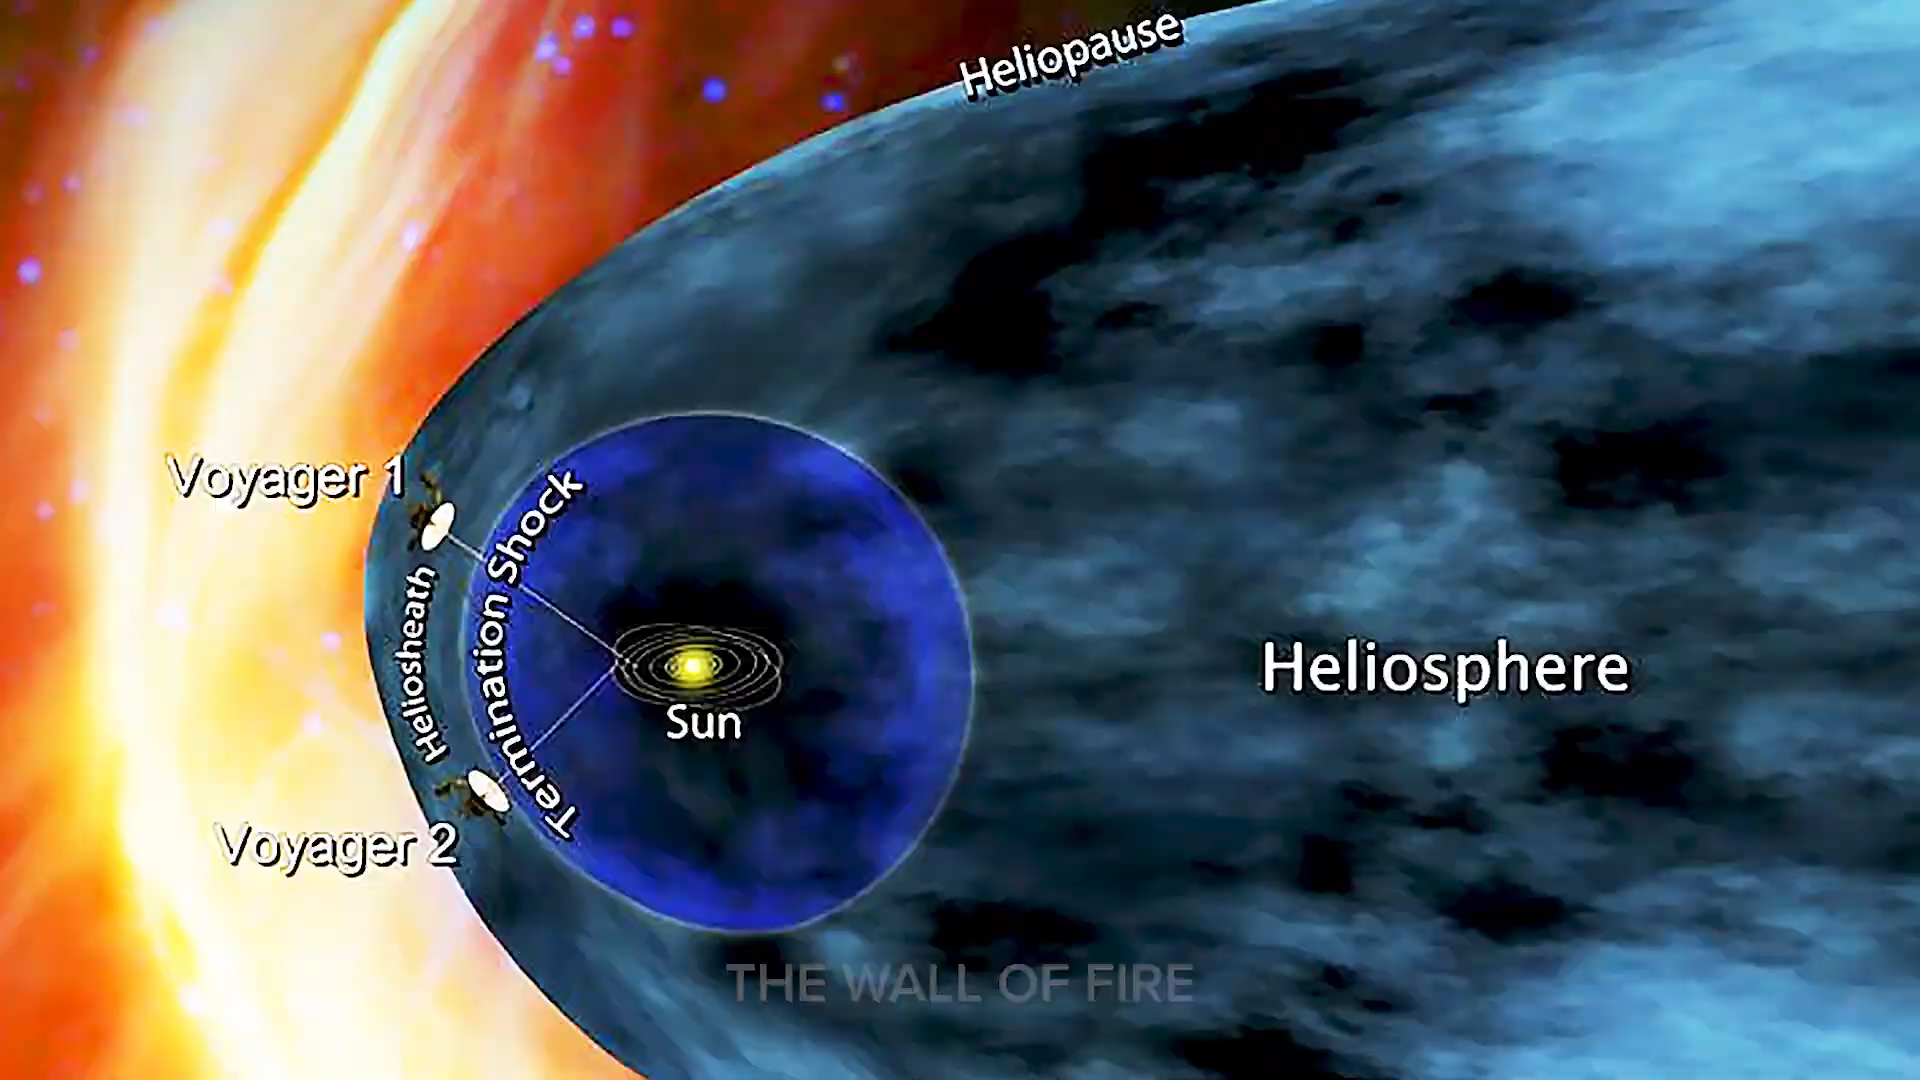 Heliopause
Voyager 1
Termination Shock
Heliosheath
Heliosphere
Sun
Voyager 2
THE WALL OF FIRE